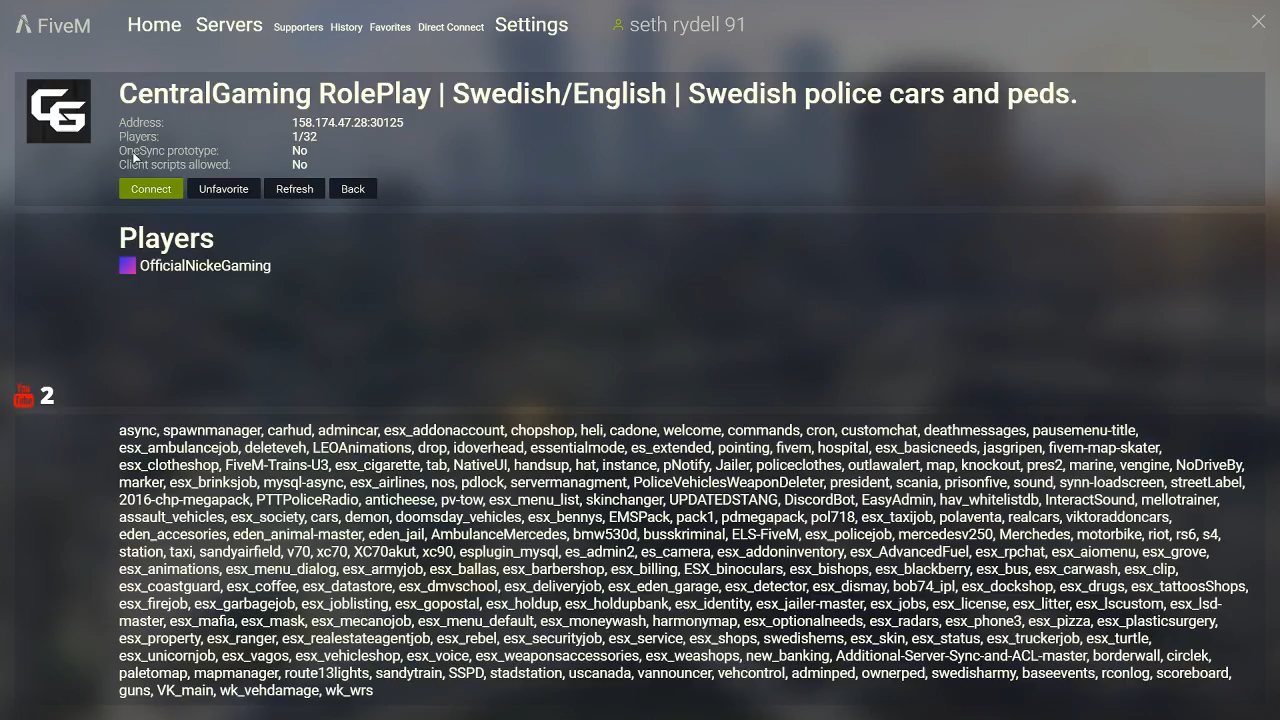 FiveM Home Servers Supporters History Favorites Direct Connect Settings seth rydell 91
CG
CentralGaming RolePlay | Swedish/English | Swedish police cars and peds.
Address: 158.174.47.28:30125
Players: 1/32
OneSync prototype: No
Client scripts allowed: No
Connect Unfavorite Refresh Back
Players
OfficialNickeGaming
You Tube 2
async, spawnmanager, carhud, admincar, esx_addonaccount, chopshop, heli, cadone, welcome, commands, cron, customchat, deathmessages, pausemenu-title,
esx_ambulancejob, deleteveh, LEOAnimations, drop, idoverhead, essentialmode, es_extended, pointing, fivem, hospital, esx_basicneeds, jasgripen, fivem-map-skater,
esx_clotheshop, FiveM-Trains-U3, esx_cigarette, tab, NativeUI, handsup, hat, instance, pNotify, Jailer, policeclothes, outlawalert, map, knockout, pres2, marine, vengine, NoDriveBy,
marker, esx_brinksjob, mysql-async, esx_airlines, nos, pdlock, servermanagment, PoliceVehiclesWeaponDeleter, president, scania, prisonfive, sound, synn-loadscreen, streetLabel,
2016-chp-megapack, PTTPoliceRadio, anticheese, pv-tow, esx_menu_list, skinchanger, UPDATEDSTANG, DiscordBot, EasyAdmin, hav_whitelistdb, InteractSound, mellotrainer,
assault_vehicles, esx_society, cars, demon, doomsday_vehicles, esx_bennys, EMSPack, pack1, pdmegapack, pol718, esx_taxijob, polaventa, realcars, viktoraddoncars,
eden_accesories, eden_animal-master, eden_jail, AmbulanceMercedes, bmw530d, busskriminal, ELS-FiveM, esx_policejob, mercedesv250, Merchedes, motorbike, riot, rs6, s4,
station, taxi, sandyairfield, v70, xc70, XC70akut, xc90, esplugin_mysql, es_admin2, es_camera, esx_addoninventory, esx_AdvancedFuel, esx_rpchat, esx_aiomenu, esx_grove,
esx_animations, esx_menu_dialog, esx_armyjob, esx_ballas, esx_barbershop, esx_billing, ESX_binoculars, esx_bishops, esx_blackberry, esx_bus, esx_carwash, esx_clip,
esx_coastguard, esx_coffee, esx_datastore, esx_dmvschool, esx_deliveryjob, esx_eden_garage, esx_detector, esx_dismay, bob74_ipl, esx_dockshop, esx_drugs, esx_tattoosShops,
esx_firejob, esx_garbagejob, esx_joblisting, esx_gopostal, esx_holdup, esx_holdupbank, esx_identity, esx_jailer-master, esx_jobs, esx_license, esx_litter, esx_lscustom, esx_lsd-
master, esx_mafia, esx_mask, esx_mecanojob, esx_menu_default, esx_moneywash, harmonymap, esx_optionalneeds, esx_radars, esx_phone3, esx_pizza, esx_plasticsurgery,
esx_property, esx_ranger, esx_realestateagentjob, esx_rebel, esx_securityjob, esx_service, esx_shops, swedishems, esx_skin, esx_status, esx_truckerjob, esx_turtle,
esx_unicornjob, esx_vagos, esx_vehicleshop, esx_voice, esx_weaponsaccessories, esx_weashops, new_banking, Additional-Server-Sync-and-ACL-master, borderwall, circlek,
paletomap, mapmanager, route13lights, sandytrain, SSPD, stadstation, uscanada, vannouncer, vehcontrol, adminped, ownerped, swedisharmy, baseevents, rconlog, scoreboard,
guns, VK_main, wk_vehdamage, wk_wrs